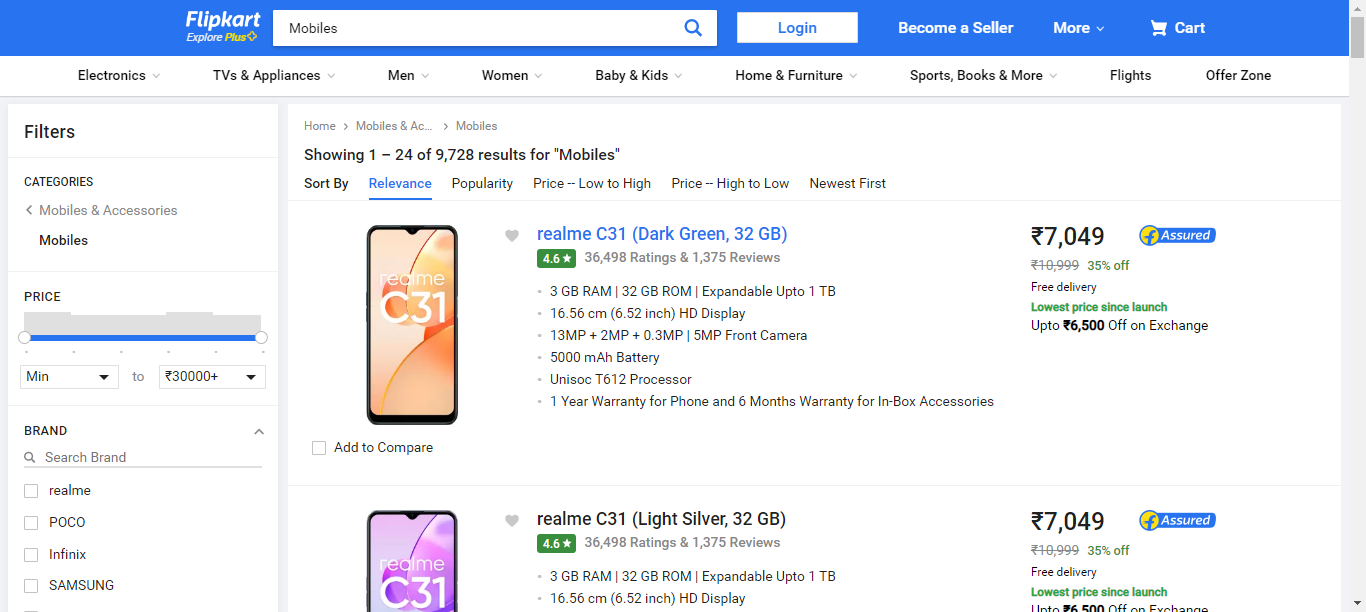 Flipkart
Explore Plus
Mobiles
Login
Become a Seller
More
Cart
Electronics
TVs & Appliances
Men
Women
Baby & Kids
Home & Furniture
Sports, Books & More
Flights
Offer Zone
Filters
CATEGORIES
Mobiles & Accessories
Mobiles
PRICE
Min
to
₹30000+
BRAND
Search Brand
realme
POCO
Infinix
SAMSUNG
Home
Mobiles & Ac...
Mobiles
Showing 1 – 24 of 9,728 results for "Mobiles"
Sort By
Relevance
Popularity
Price -- Low to High
Price -- High to Low
Newest First
realme
C31
Add to Compare
realme C31 (Dark Green, 32 GB)
4.6★ 36,498 Ratings & 1,375 Reviews
3 GB RAM | 32 GB ROM | Expandable Upto 1 TB
16.56 cm (6.52 inch) HD Display
13MP + 2MP + 0.3MP | 5MP Front Camera
5000 mAh Battery
Unisoc T612 Processor
1 Year Warranty for Phone and 6 Months Warranty for In-Box Accessories
₹7,049
Assured
₹10,999 35% off
Free delivery
Lowest price since launch
Upto ₹6,500 Off on Exchange
realme
C31
realme C31 (Light Silver, 32 GB)
4.6★ 36,498 Ratings & 1,375 Reviews
3 GB RAM | 32 GB ROM | Expandable Upto 1 TB
16.56 cm (6.52 inch) HD Display
₹7,049
Assured
₹10,999 35% off
Free delivery
Lowest price since launch
Upto ₹6,500 Off on Exchange